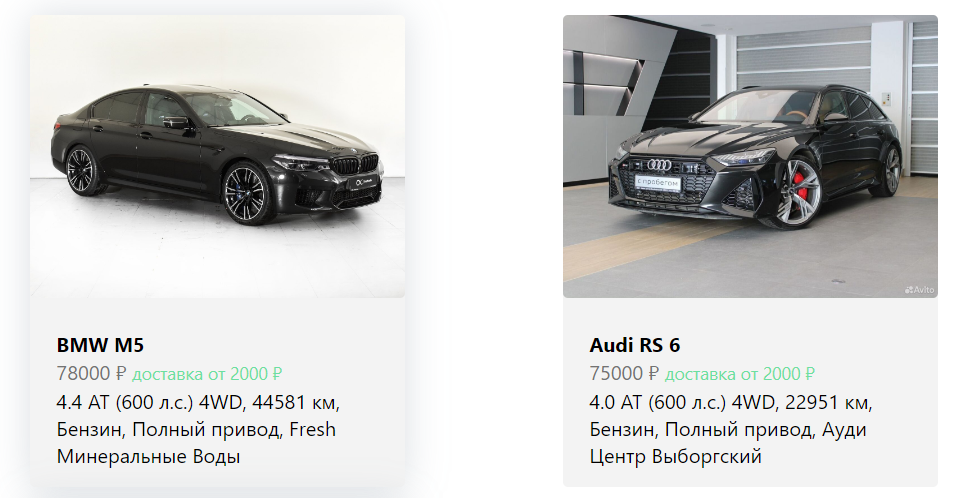 BMW M5
78000 ₽ доставка от 2000 ₽
4.4 AT (600 л.с.) 4WD, 44581 км,
Бензин, Полный привод, Fresh
Минеральные Воды
с пробегом
Avito
Audi RS 6
75000 ₽ доставка от 2000 ₽
4.0 AT (600 л.с.) 4WD, 22951 км,
Бензин, Полный привод, Ауди
Центр Выборгский